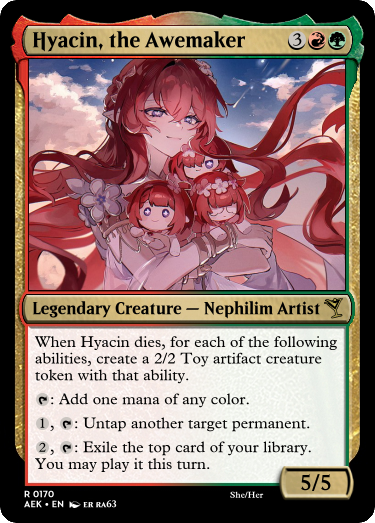 Hyacin, the Awemaker 3
Legendary Creature — Nephilim Artist
When Hyacin dies, for each of the following
abilities, create a 2/2 Toy artifact creature
token with that ability.
: Add one mana of any color.
1, : Untap another target permanent.
2, : Exile the top card of your library.
You may play it this turn.
5/5
R 0170
She/Her
AEK • EN ER RA63